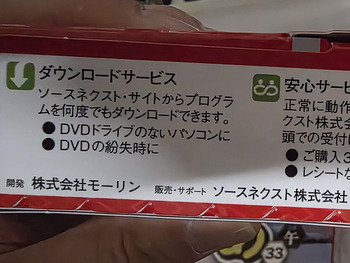 ダウンロードサービス
ソースネクスト・サイトからプログラ
ムを何度でもダウンロードできます。
● DVDドライブのないパソコンに
● DVDの紛失時に
安心サービ
正常に動作
クスト株式会
頭での受付に
● ご購入3
● レシートな
開発 株式会社モーリン 販売・サポート ソースネクスト株式会社
午
33